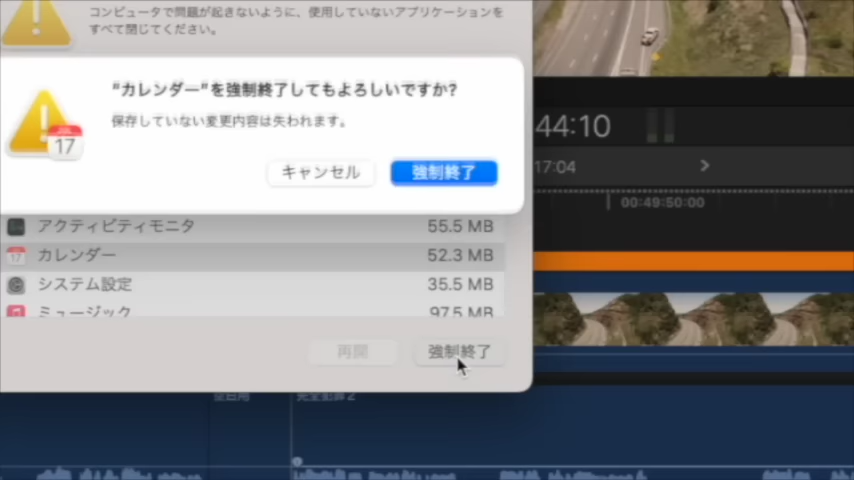 コンピュータで問題が起きないように、使用していないアプリケーションを
すべて閉じてください。
"カレンダー"を強制終了してもよろしいですか?
保存していない変更内容は失われます。
17
キャンセル
強制終了
44:10
17:04
00:49:50:00
アクティビティモニタ
55.5 MB
カレンダー
52.3 MB
システム設定
35.5 MB
ミュージック
97.5 MB
再開
強制終了